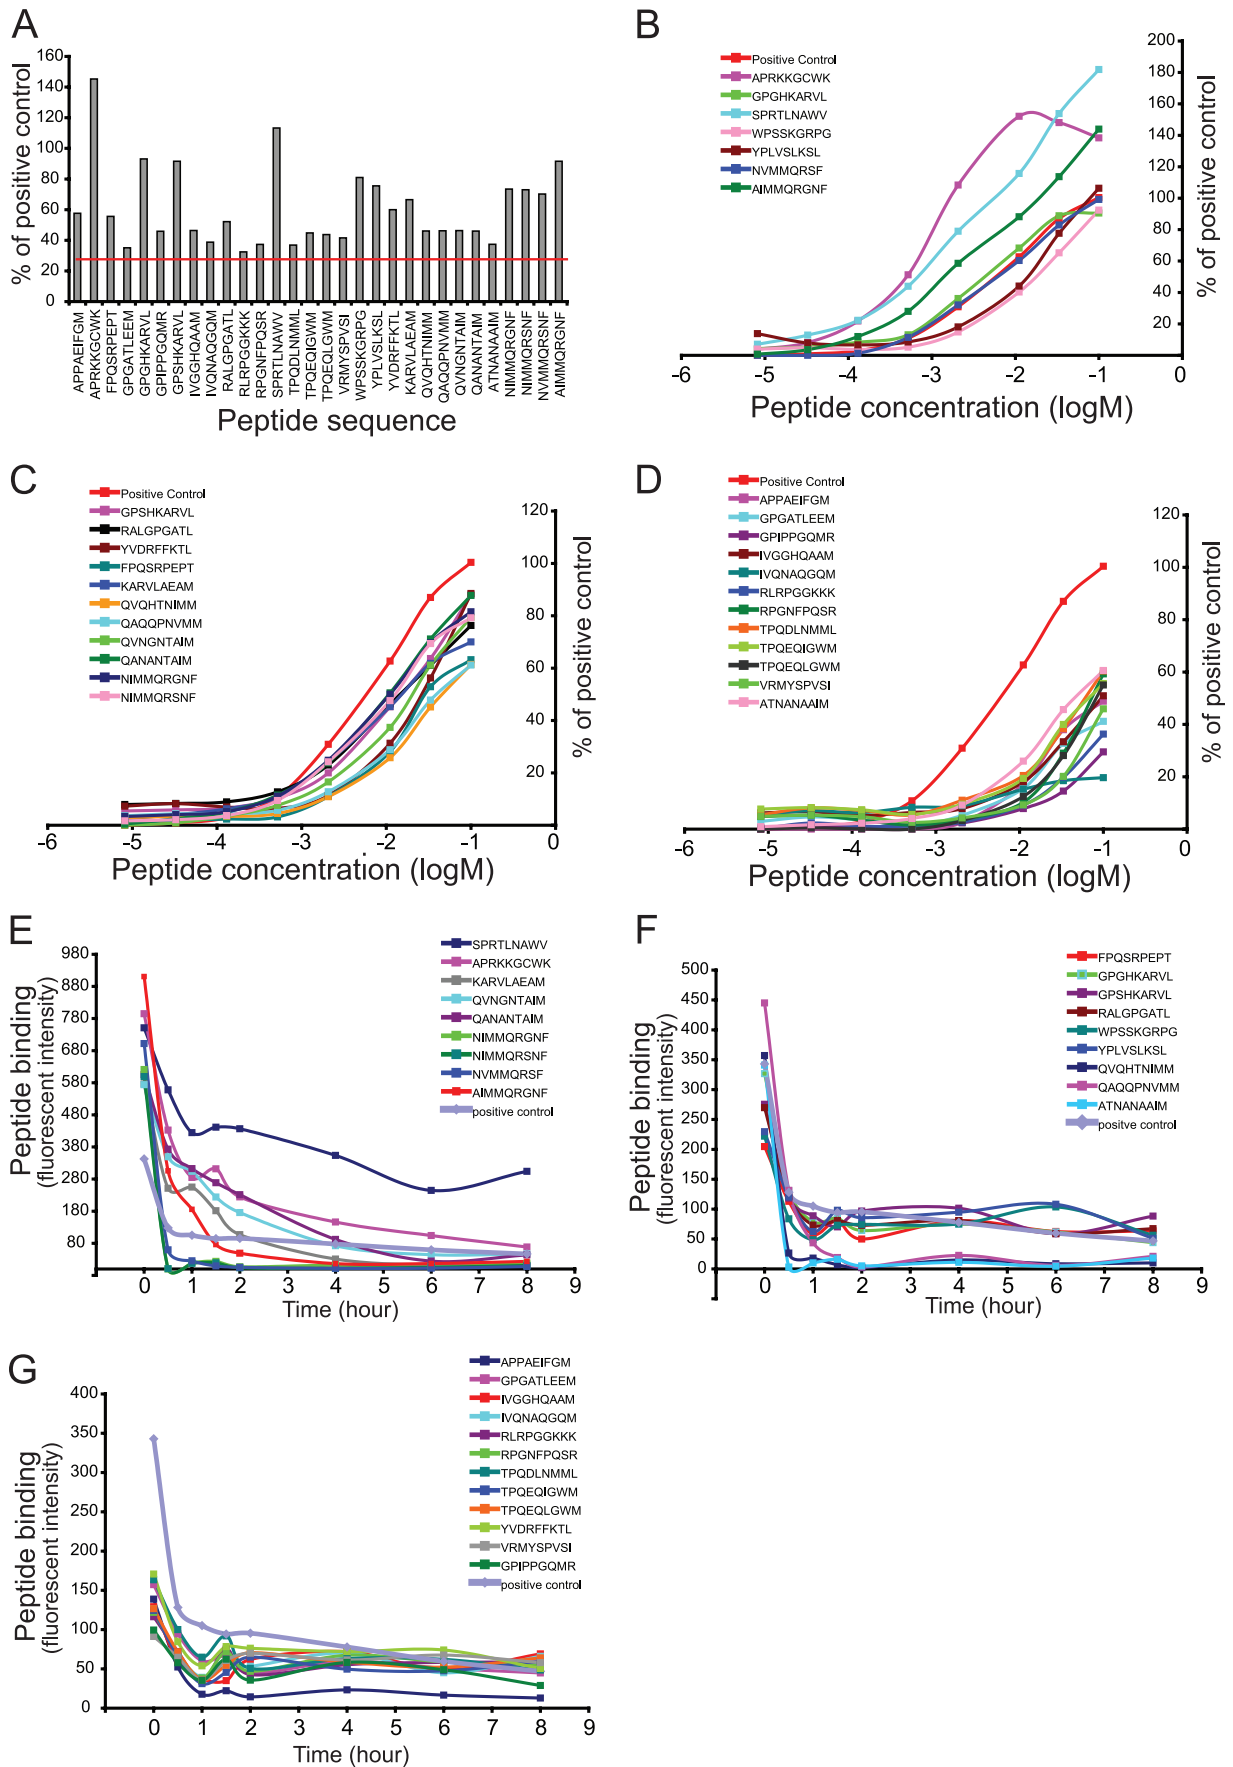 A
% of positive control
160
140
120
100
80
60
40
20
0
APPAEIFGM
APRKKGCWK
FPQSRPEPT
GPGATLEEM
GPGHKARVL
GPIPPGQMR
GPSHKARVL
IVGGHQAAM
IVQNAQGQM
RALGPGATL
RLRPGGKKK
RPGNFPQSR
SPRTLNAWV
TPQDLNMML
TPQEQIGWM
TPQEQLGWM
VRMYSPVSI
WPSSKGRPG
YPLVSLKSL
YVDRFFKTL
KARVLAEAM
QVQHTNIMM
QAQQPNVMM
QVNGNTAIM
QANANTAIM
ATNANAAIM
NIMMQRGNF
NIMMQRSNF
NVMMQRSNF
AIMMQRGNF
Peptide sequence
B
Positive Control
APRKKGCWK
GPGHKARVL
SPRTLNAWV
WPSSKGRPG
YPLVSLKSL
NVMMQRSF
AIMMQRGNF
200
180
160
140
120
100
80
60
40
20
% of positive control
-6 -5 -4 -3 -2 -1 0
Peptide concentration (logM)
C
Positive Control
GPSHKARVL
RALGPGATL
YVDRFFKTL
FPQSRPEPT
KARVLAEAM
QVQHTNIMM
QAQQPNVMM
QVNGNTAIM
QANANTAIM
NIMMQRGNF
NIMMQRSNF
120
100
80
60
40
20
% of positive control
-6 -5 -4 -3 -2 -1 0
Peptide concentration (logM)
D
Positive Control
APPAEIFGM
GPGATLEEM
GPIPPGQMR
IVGGHQAAM
IVQNAQGQM
RLRPGGKKK
RPGNFPQSR
TPQDLNMML
TPQEQIGWM
TPQEQLGWM
VRMYSPVSI
ATNANAAIM
120
100
80
60
40
20
% of positive control
-6 -5 -4 -3 -2 -1 0
Peptide concentration (logM)
E
Peptide binding
(fluorescent intensity)
980
880
780
680
580
480
380
280
180
80
SPRTLNAWV
APRKKGCWK
KARVLAEAM
QVNGNTAIM
QANANTAIM
NIMMQRGNF
NIMMQRSNF
NVMMQRSF
AIMMQRGNF
positive control
0 1 2 3 4 5 6 7 8 9
Time (hour)
F
Peptide binding
(fluorescent intensity)
500
450
400
350
300
250
200
150
100
50
0
FPQSRPEPT
GPGHKARVL
GPSHKARVL
RALGPGATL
WPSSKGRPG
YPLVSLKSL
QVQHTNIMM
QAQQPNVMM
ATNANAAIM
positve control
0 1 2 3 4 5 6 7 8 9
Time (hour)
G
Peptide binding
(fluorescent intensity)
400
350
300
250
200
150
100
50
0
APPAEIFGM
GPGATLEEM
IVGGHQAAM
IVQNAQGQM
RLRPGGKKK
RPGNFPQSR
TPQDLNMML
TPQEQIGWM
TPQEQLGWM
YVDRFFKTL
VRMYSPVSI
GPIPPGQMR
positive control
0 1 2 3 4 5 6 7 8 9
Time (hour)